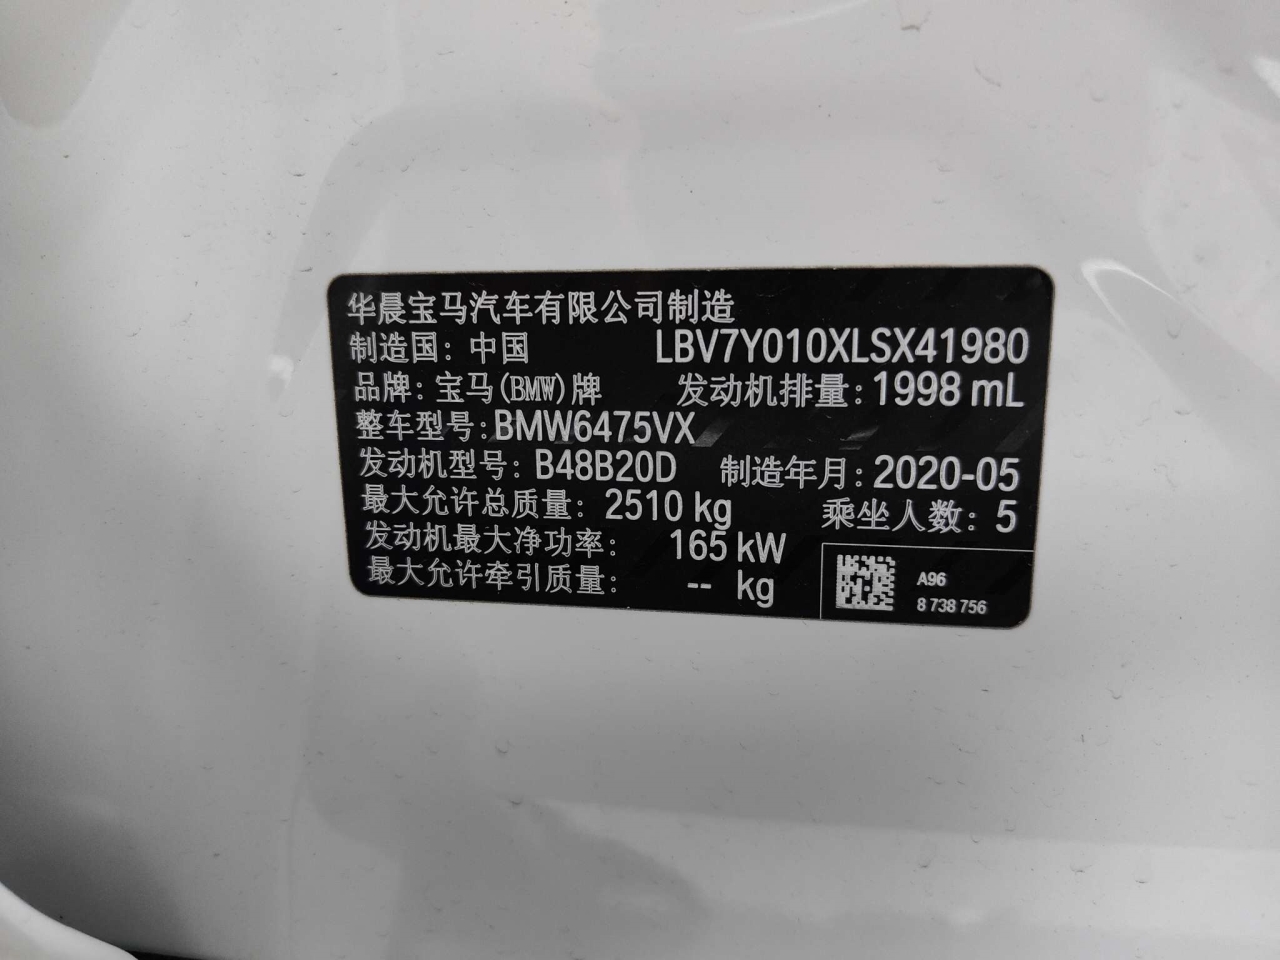 华晨宝马汽车有限公司制造
制造国: 中国 LBV7Y010XLSX41980
品牌: 宝马(BMW)牌 发动机排量: 1998 mL
整车型号: BMW6475VX
发动机型号: B48B20D 制造年月: 2020-05
最大允许总质量: 2510 kg 乘坐人数: 5
发动机最大净功率: 165 kW
最大允许牵引质量: -- kg
A96
8 738 756